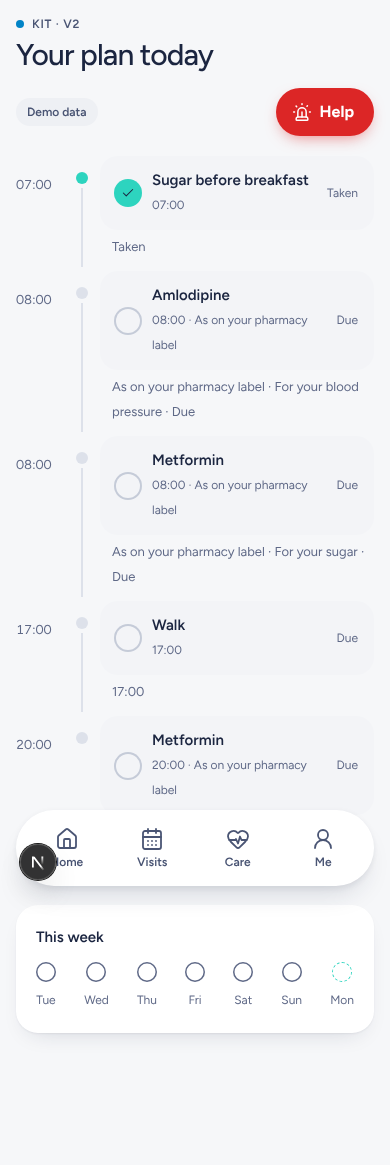 KIT · V2
Your plan today
Demo data
Help
07:00
Sugar before breakfast
07:00
Taken
Taken
08:00
Amlodipine
08:00 · As on your pharmacy
label
Due
As on your pharmacy label · For your blood
pressure · Due
08:00
Metformin
08:00 · As on your pharmacy
label
Due
As on your pharmacy label · For your sugar ·
Due
17:00
Walk
17:00
Due
17:00
20:00
Metformin
20:00 · As on your pharmacy
label
Due
N
ome
Visits
Care
Me
This week
Tue
Wed
Thu
Fri
Sat
Sun
Mon